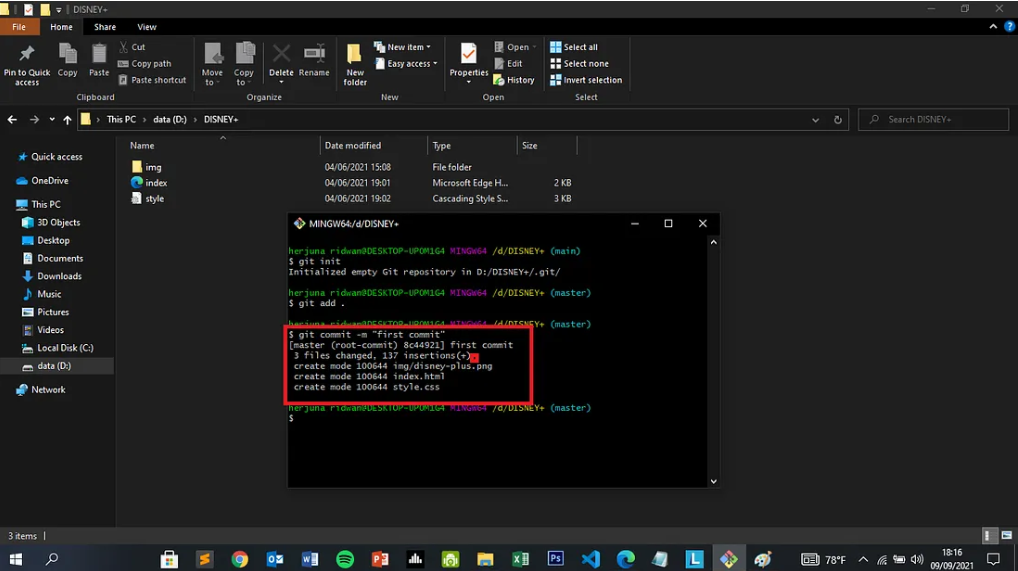 DISNEY+
File Home Share View
Pin to Quick access
Copy
Paste
Cut
Copy path
Paste shortcut
Clipboard
Move to
Copy to
Delete
Rename
Organize
New folder
New item
Easy access
New
Properties
Open
Edit
History
Open
Select all
Select none
Invert selection
Select
This PC > data (D:) > DISNEY+
Search DISNEY+
Name Date modified Type Size
img 04/06/2021 15:08 File folder
index 04/06/2021 19:01 Microsoft Edge H... 2 KB
style 04/06/2021 19:02 Cascading Style S... 3 KB
Quick access
OneDrive
This PC
3D Objects
Desktop
Documents
Downloads
Music
Pictures
Videos
Local Disk (C:)
data (D:)
Network
MINGW64:/d/DISNEY+
herjuna ridwan@DESKTOP-UPOM1G4 MINGW64 /d/DISNEY+ (main)
$ git init
Initialized empty Git repository in D:/DISNEY+/.git/
herjuna ridwan@DESKTOP-UPOM1G4 MINGW64 /d/DISNEY+ (master)
$ git add .
herjuna ridwan@DESKTOP-UPOM1G4 MINGW64 /d/DISNEY+ (master)
$ git commit -m "first commit"
[master (root-commit) 8c44921] first commit
3 files changed, 137 insertions(+)
create mode 100644 img/disney-plus.png
create mode 100644 index.html
create mode 100644 style.css
herjuna ridwan@DESKTOP-UPOM1G4 MINGW64 /d/DISNEY+ (master)
$
3 items
78°F
18:16
09/09/2021